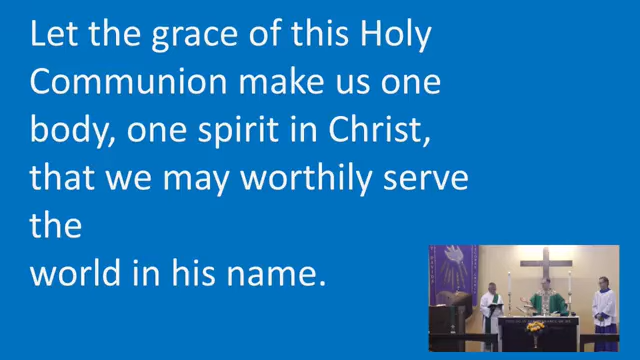 Let the grace of this Holy
Communion make us one
body, one spirit in Christ,
that we may worthily serve
the
world in his name.